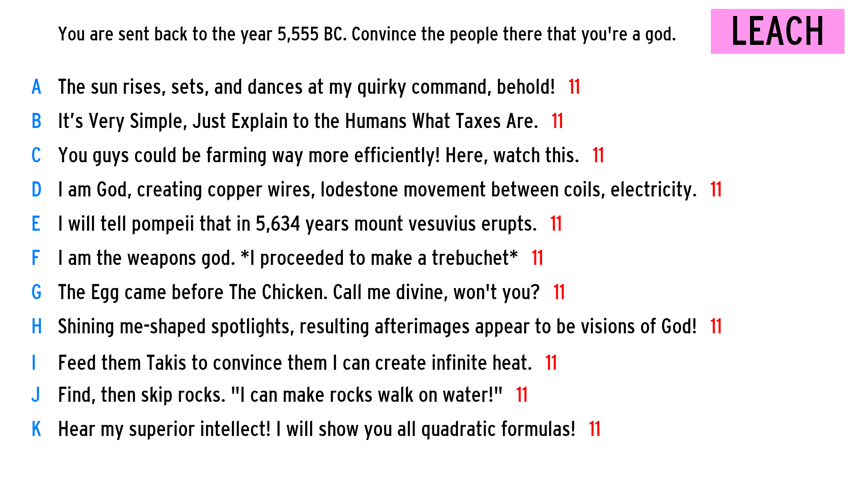 You are sent back to the year 5,555 BC. Convince the people there that you're a god.
LEACH
A The sun rises, sets, and dances at my quirky command, behold! 11
B It’s Very Simple, Just Explain to the Humans What Taxes Are. 11
C You guys could be farming way more efficiently! Here, watch this. 11
D I am God, creating copper wires, lodestone movement between coils, electricity. 11
E I will tell pompeii that in 5,634 years mount vesuvius erupts. 11
F I am the weapons god. *I proceeded to make a trebuchet* 11
G The Egg came before The Chicken. Call me divine, won't you? 11
H Shining me-shaped spotlights, resulting afterimages appear to be visions of God! 11
I Feed them Takis to convince them I can create infinite heat. 11
J Find, then skip rocks. "I can make rocks walk on water!" 11
K Hear my superior intellect! I will show you all quadratic formulas! 11